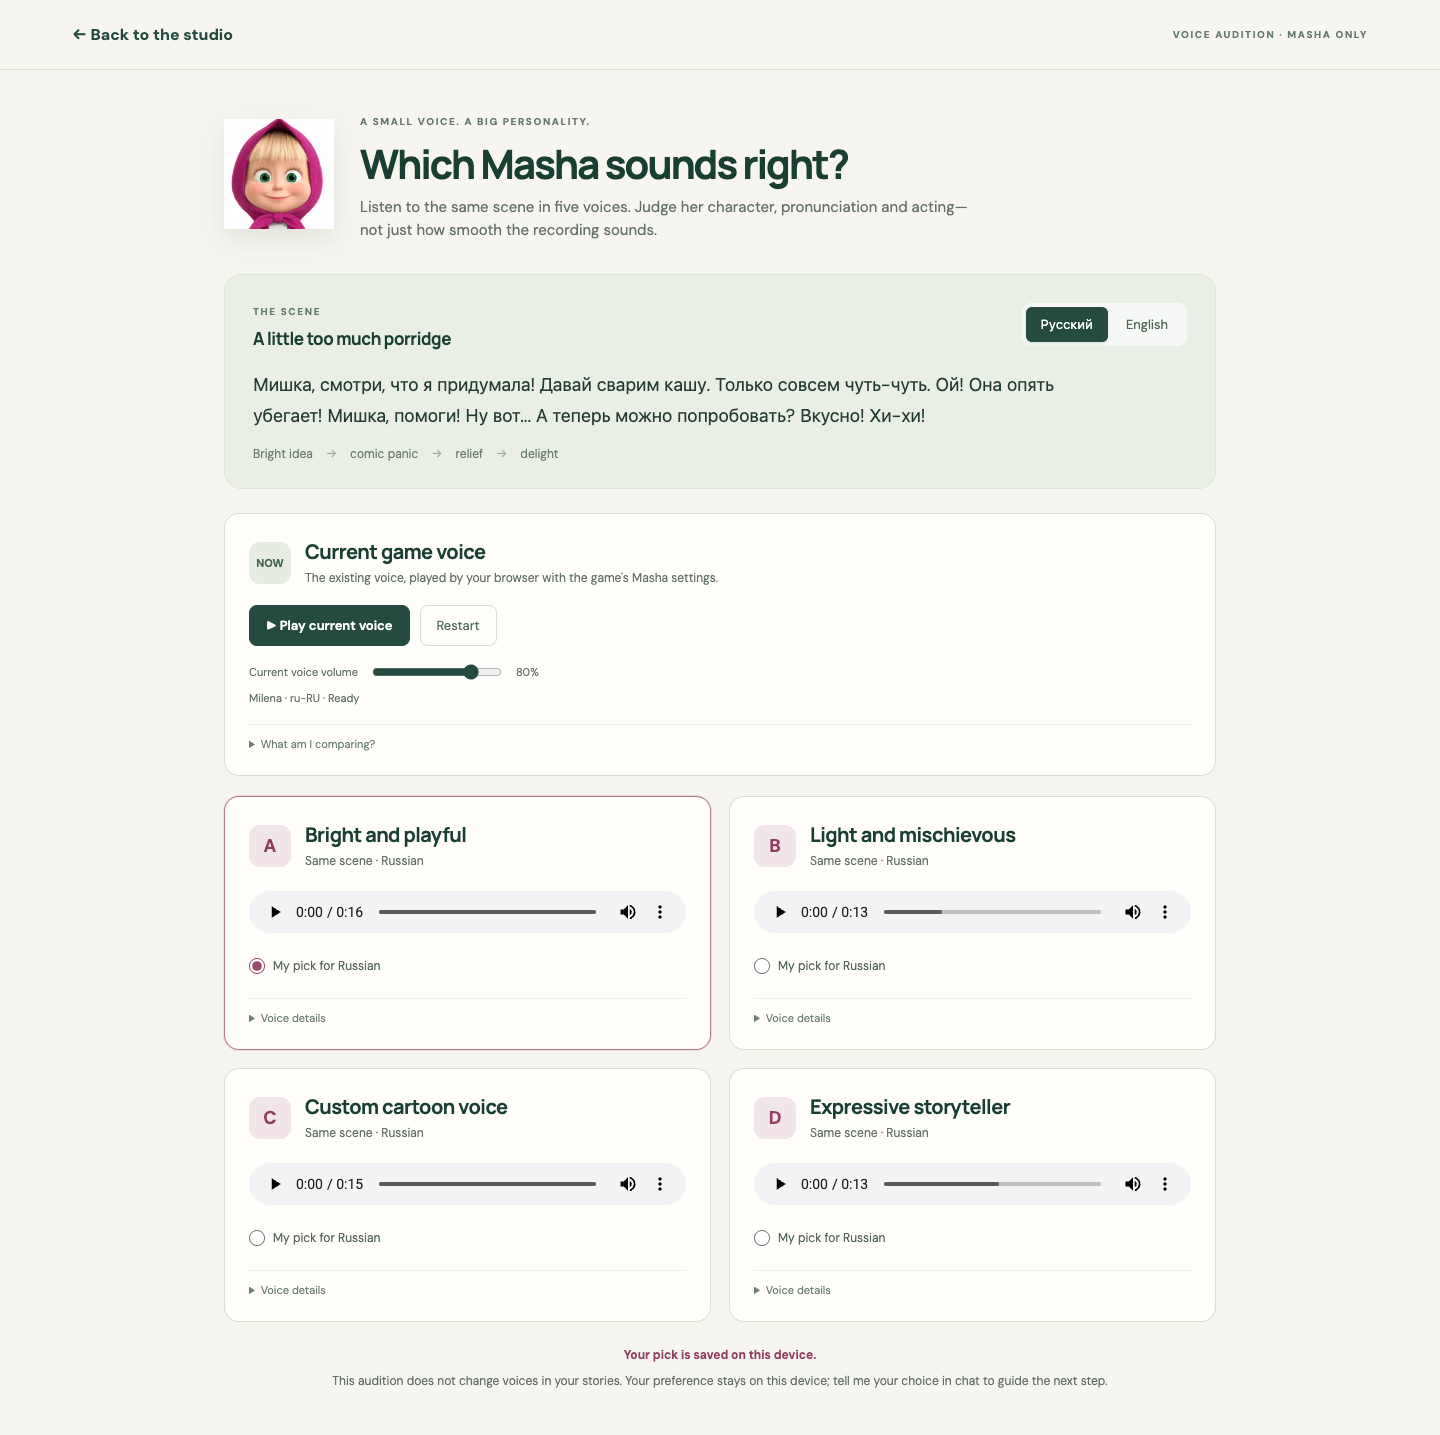 ← Back to the studio
VOICE AUDITION · MASHA ONLY
A SMALL VOICE. A BIG PERSONALITY.
Which Masha sounds right?
Listen to the same scene in five voices. Judge her character, pronunciation and acting—
not just how smooth the recording sounds.
THE SCENE
A little too much porridge
Русский
English
Мишка, смотри, что я придумала! Давай сварим кашу. Только совсем чуть-чуть. Ой! Она опять
убегает! Мишка, помоги! Ну вот... А теперь можно попробовать? Вкусно! Хи-хи!
Bright idea → comic panic → relief → delight
NOW
Current game voice
The existing voice, played by your browser with the game's Masha settings.
▶ Play current voice
Restart
Current voice volume
80%
Milena · ru-RU · Ready
▶ What am I comparing?
A
Bright and playful
Same scene · Russian
0:00 / 0:16
My pick for Russian
▶ Voice details
B
Light and mischievous
Same scene · Russian
0:00 / 0:13
My pick for Russian
▶ Voice details
C
Custom cartoon voice
Same scene · Russian
0:00 / 0:15
My pick for Russian
▶ Voice details
D
Expressive storyteller
Same scene · Russian
0:00 / 0:13
My pick for Russian
▶ Voice details
Your pick is saved on this device.
This audition does not change voices in your stories. Your preference stays on this device; tell me your choice in chat to guide the next step.